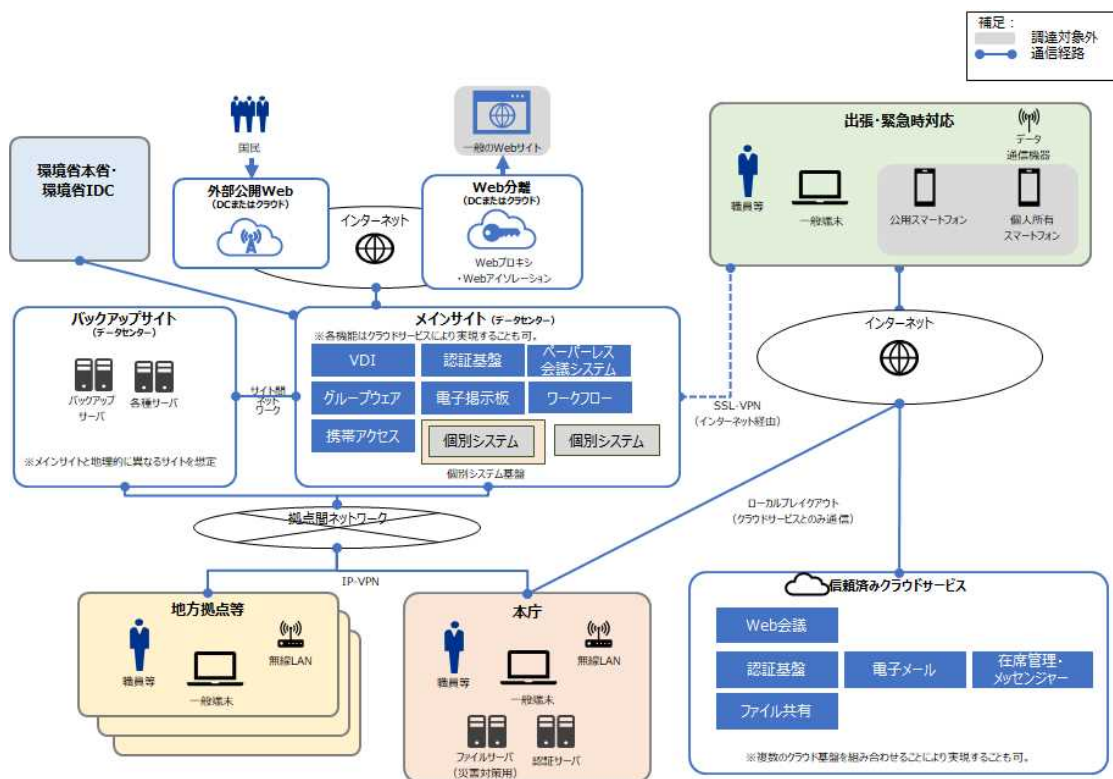 補足：
調達対象外
通信経路
国民
一般のWebサイト
環境省本省・
環境省IDC
外部公開Web
（DCまたはクラウド）
インターネット
Web分離
（DCまたはクラウド）
Webプロキシ
・Webアイソレーション
出張・緊急時対応
データ
通信機器
職員等
一般端末
公用スマートフォン
個人所有
スマートフォン
バックアップサイト
（データセンター）
バックアップ
サーバ
各種サーバ
※メインサイトと地理的に異なるサイトを想定
サイト間
ネット
ワーク
メインサイト（データセンター）
※各機能はクラウドサービスにより実現することも可。
VDI
認証基盤
ペーパーレス
会議システム
グループウェア
電子掲示板
ワークフロー
携帯アクセス
個別システム
個別システム
個別システム基盤
SSL-VPN
（インターネット経由）
インターネット
拠点間ネットワーク
IP-VPN
ローカルブレイクアウト
（クラウドサービスとのみ通信）
地方拠点等
職員等
無線LAN
一般端末
本庁
職員等
無線LAN
一般端末
ファイルサーバ
（災害対策用）
認証サーバ
信頼済みクラウドサービス
Web会議
認証基盤
電子メール
在席管理・
メッセンジャー
ファイル共有
※複数のクラウド基盤を組み合わせることにより実現することも可。